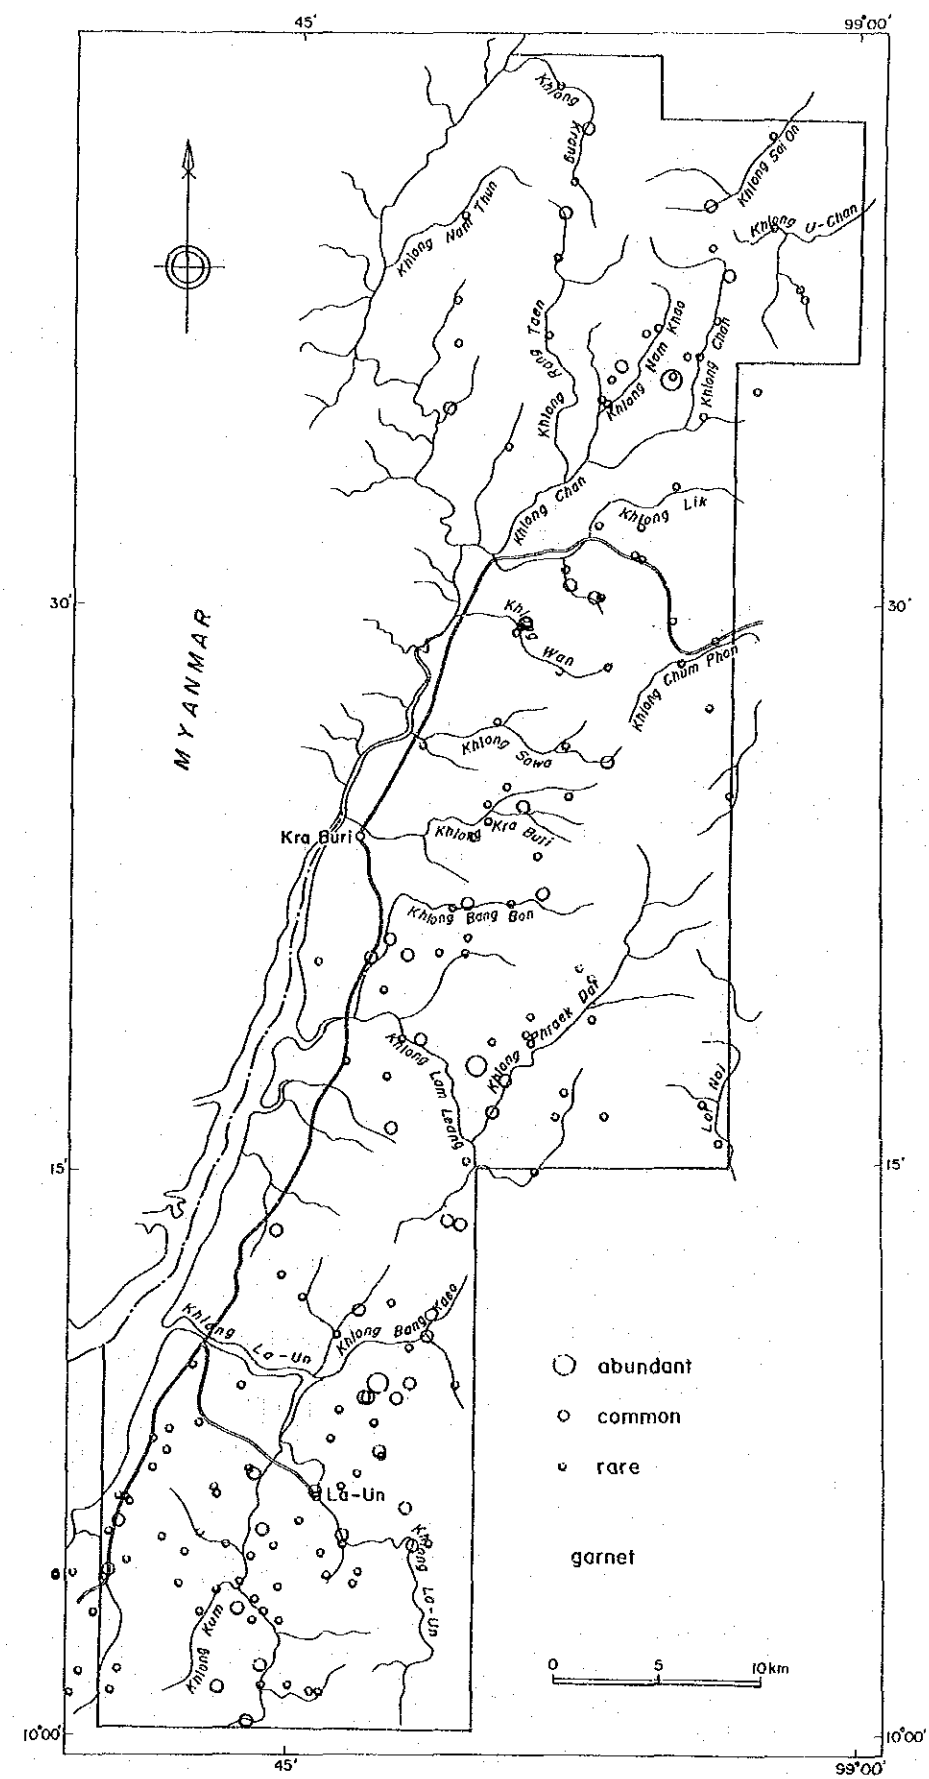 45'
99°00'
Khlong
Krang
Khlong Sai On
Khlong U-Chan
Khlong Nam Thun
Khlong Rang Taen
Khlong Nam Khao
Khlong Chan
Khlong Chan
Khlong Lik
30'
30'
MYANMAR
Khlong Wan
Khlong Chum Phon
Khlong Sawa
Kra Buri
Khlong Kra Buri
Khlong Bang Bon
Khlong Phraek Dat
Khlong Lam Leang
Lop Noi
15'
15'
Khlong La-Un
Khlong Bang Kaeo
abundant
common
rare
La-Un
garnet
Khlong La-Un
Khlong Kum
0 5 10km
10°00'
10°00'
45'
99°00'